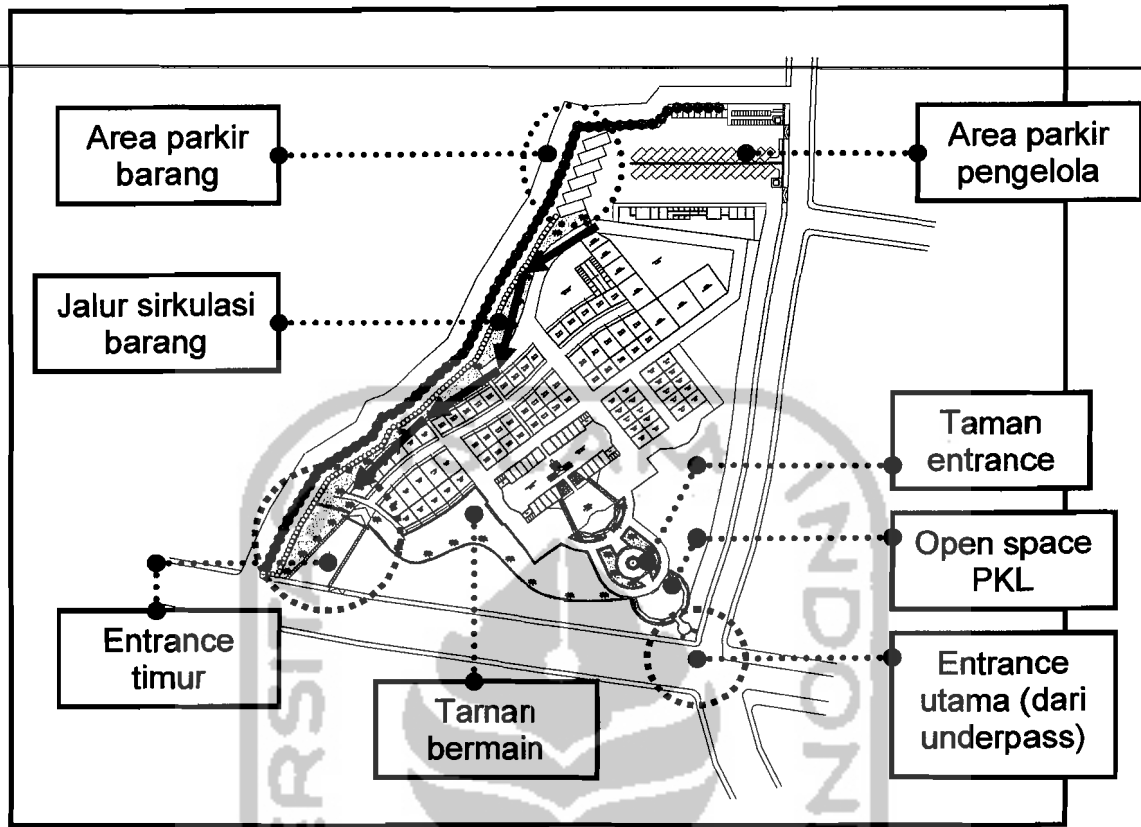 Area parkir
barang
Area parkir
pengelola
Jalur sirkulasi
barang
Taman
entrance
Open space
PKL
Entrance
timur
Entrance
utama (dari
underpass)
Taman
bermain